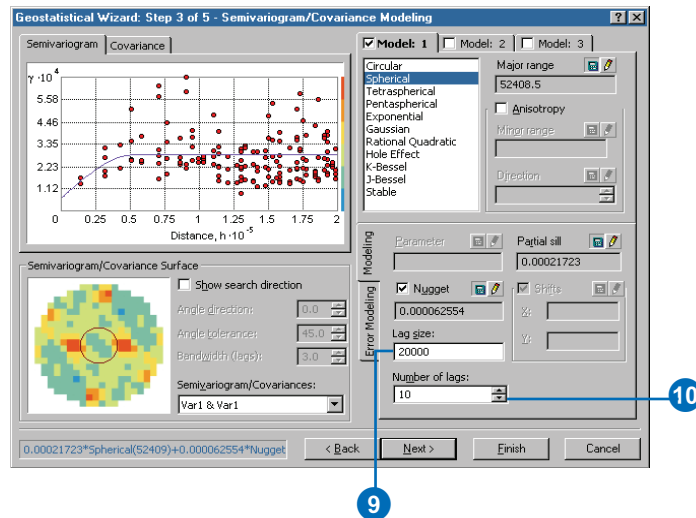 Geostatistical Wizard: Step 3 of 5 - Semivariogram/Covariance Modeling
Semivariogram
Covariance
γ·10 4
5.58
4.46
3.35
2.23
1.12
0
0.25
0.5
0.75
1
1.25
1.5
1.75
2
Distance, h·10 -5
Semivariogram/Covariance Surface
Show search direction
Angle direction:
0.0
Angle tolerance:
45.0
Bandwidth (lags):
3.0
Semivariogram/Covariances:
Var1 & Var1
Model: 1
Model: 2
Model: 3
Circular
Spherical
Tetraspherical
Pentaspherical
Exponential
Gaussian
Rational Quadratic
Hole Effect
K-Bessel
J-Bessel
Stable
Major range
52408.5
Anisotropy
Minor range
Direction
Modeling
Error Modeling
Parameter
Partial sill
0.00021723
Nugget
0.000062554
Shifts
X:
Y:
Lag size:
20000
Number of lags:
10
0.00021723*Spherical(52409)+0.000062554*Nugget
< Back
Next >
Finish
Cancel
9
10